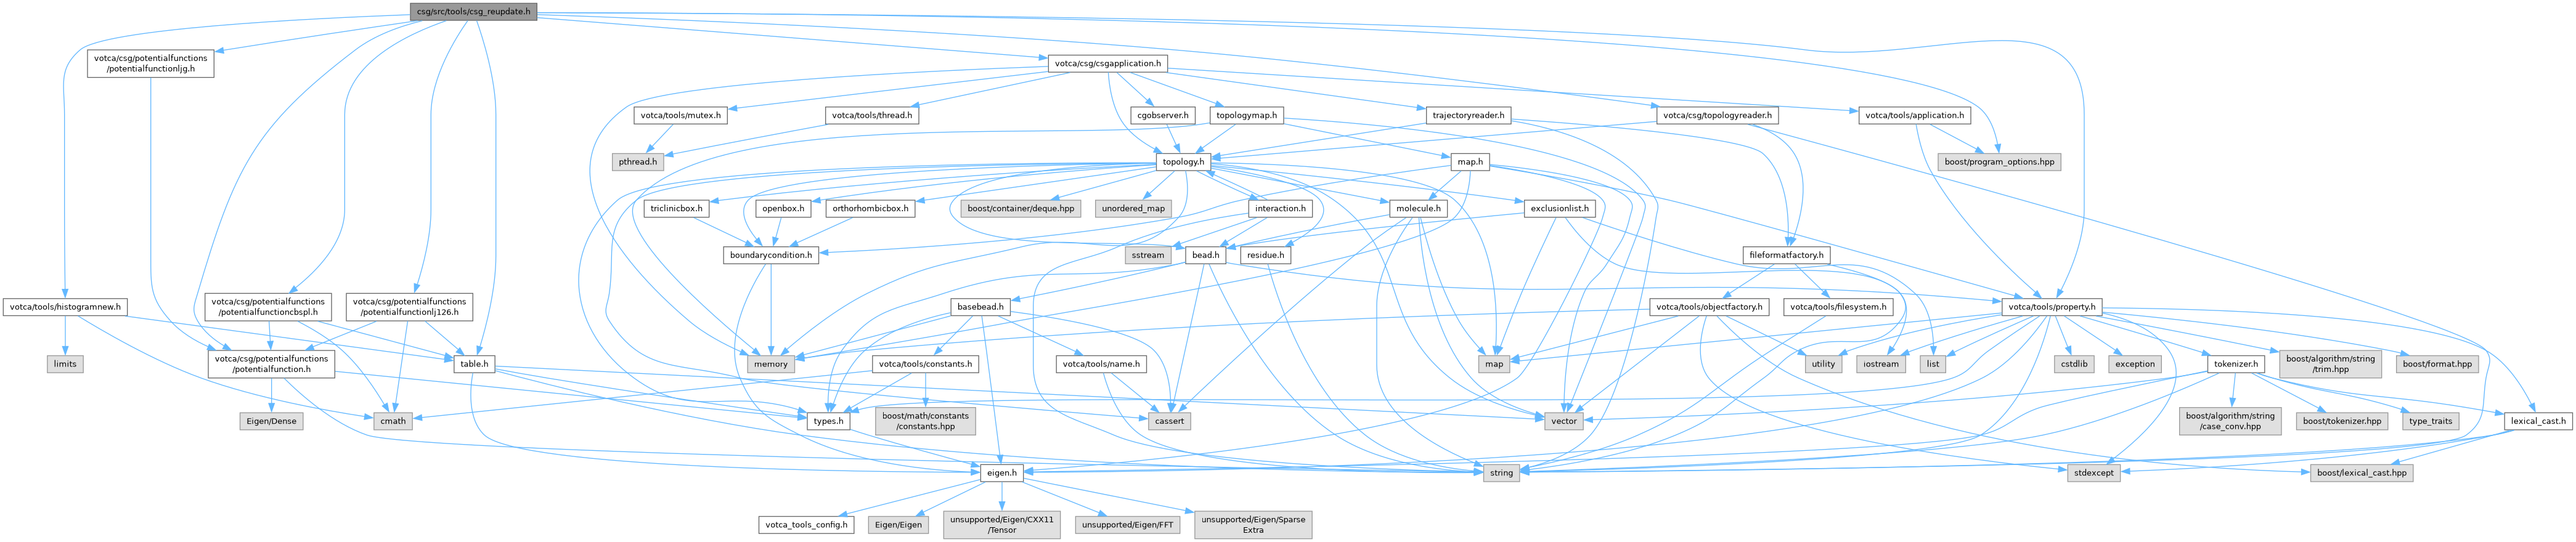 csg/src/tools/csg_reupdate.h
votca/csg/potentialfunctions
/potentialfunctionljg.h
votca/csg/csgapplication.h
votca/tools/mutex.h
votca/tools/thread.h
cgobserver.h
topologymap.h
trajectoryreader.h
votca/csg/topologyreader.h
votca/tools/application.h
pthread.h
topology.h
map.h
boost/program_options.hpp
triclinicbox.h
openbox.h
orthorhombicbox.h
boost/container/deque.hpp
unordered_map
interaction.h
molecule.h
exclusionlist.h
boundarycondition.h
sstream
bead.h
residue.h
fileformatfactory.h
votca/tools/histogramnew.h
votca/csg/potentialfunctions
/potentialfunctioncbspl.h
votca/csg/potentialfunctions
/potentialfunctionlj126.h
basebead.h
votca/tools/objectfactory.h
votca/tools/filesystem.h
votca/tools/property.h
limits
votca/csg/potentialfunctions
/potentialfunction.h
table.h
memory
votca/tools/constants.h
votca/tools/name.h
map
utility
iostream
list
cstdlib
exception
tokenizer.h
boost/algorithm/string
/trim.hpp
boost/format.hpp
Eigen/Dense
cmath
types.h
boost/math/constants
/constants.hpp
cassert
vector
boost/algorithm/string
/case_conv.hpp
boost/tokenizer.hpp
type_traits
lexical_cast.h
eigen.h
string
stdexcept
boost/lexical_cast.hpp
votca_tools_config.h
Eigen/Eigen
unsupported/Eigen/CXX11
/Tensor
unsupported/Eigen/FFT
unsupported/Eigen/Sparse
Extra